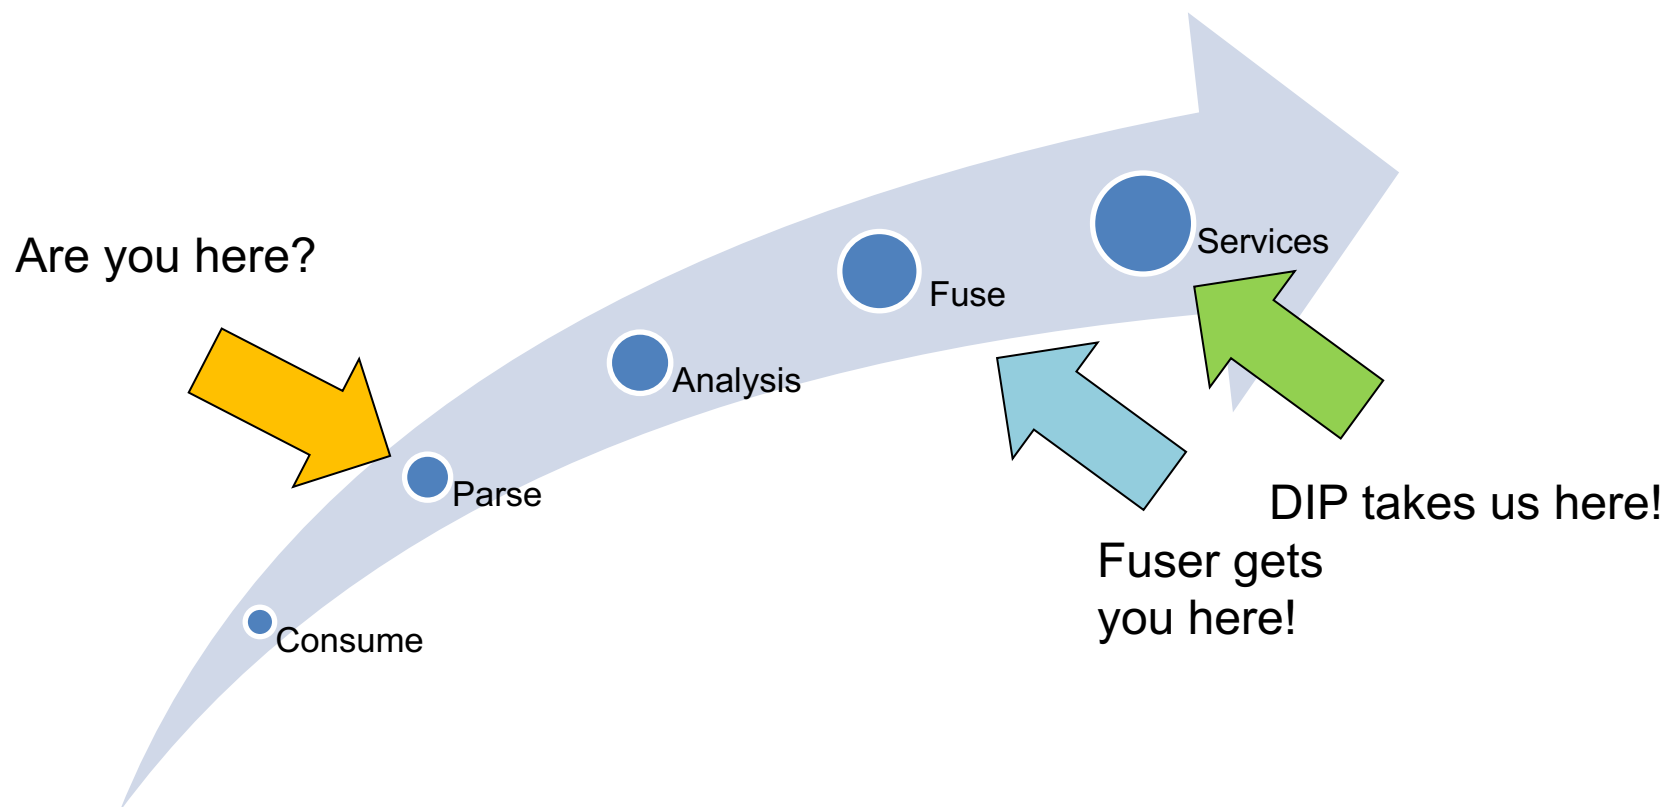 Are you here?
Services
Fuse
Analysis
Parse
DIP takes us here!
Fuser gets
you here!
Consume